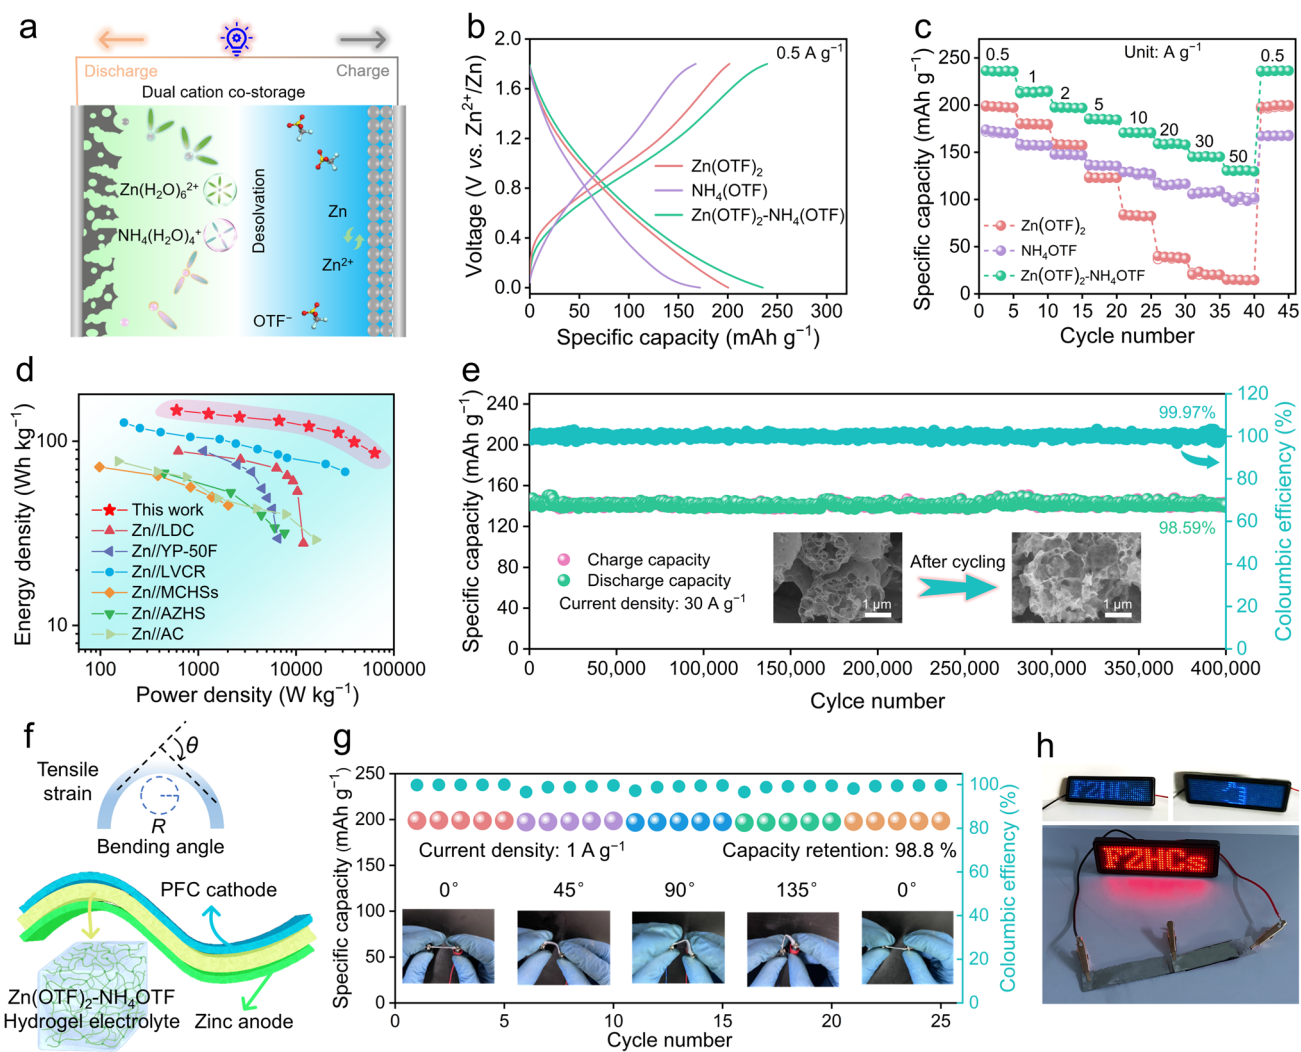 a
Discharge
Charge
Dual cation co-storage
Zn(H₂O)₆²⁺
NH₄(H₂O)₄⁺
Desolvation
Zn
Zn²⁺
OTF⁻
b
0.5 A g⁻¹
Voltage (V vs. Zn²⁺/Zn)
2.0
1.6
1.2
0.8
0.4
0.0
Zn(OTF)₂
NH₄(OTF)
Zn(OTF)₂-NH₄(OTF)
0 50 100 150 200 250 300
Specific capacity (mAh g⁻¹)
c
Unit: A g⁻¹
Specific capacity (mAh g⁻¹)
250
200
150
100
50
0
0.5 1 2 5 10 20 30 50 0.5
Zn(OTF)₂
NH₄OTF
Zn(OTF)₂-NH₄OTF
0 5 10 15 20 25 30 35 40 45
Cycle number
d
Energy density (Wh kg⁻¹)
100
10
This work
Zn//LDC
Zn//YP-50F
Zn//LVCR
Zn//MCHSs
Zn//AZHS
Zn//AC
100 1000 10000 100000
Power density (W kg⁻¹)
e
Specific capacity (mAh g⁻¹)
240
200
160
120
80
40
0
99.97%
98.59%
Charge capacity
Discharge capacity
Current density: 30 A g⁻¹
1 μm
After cycling
1 μm
120
100
80
60
40
20
0
Coloumbic efficiency (%)
0 50,000 100,000 150,000 200,000 250,000 300,000 350,000 400,000
Cylce number
f
Tensile
strain
θ
R
Bending angle
PFC cathode
Zn(OTF)₂-NH₄OTF
Hydrogel electrolyte
Zinc anode
g
Specific capacity (mAh g⁻¹)
250
200
150
100
50
0
Current density: 1 A g⁻¹
Capacity retention: 98.8 %
0° 45° 90° 135° 0°
100
80
60
40
20
0
Coloumbic effiency (%)
0 5 10 15 20 25
Cycle number
h
FZHCs
FZHCs